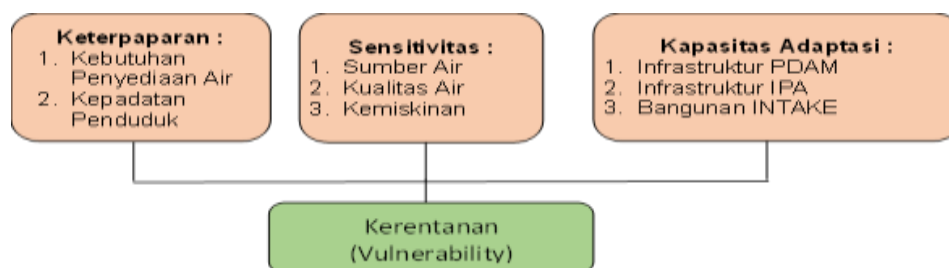 Keterpaparan :
1. Kebutuhan
Penyediaan Air
2. Kepadatan
Penduduk
Sensitivitas :
1. Sumber Air
2. Kualitas Air
3. Kemiskinan
Kapasitas Adaptasi :
1. Infrastruktur PDAM
2. Infrastruktur IPA
3. Bangunan INTAKE
Kerentanan
(Vulnerability)